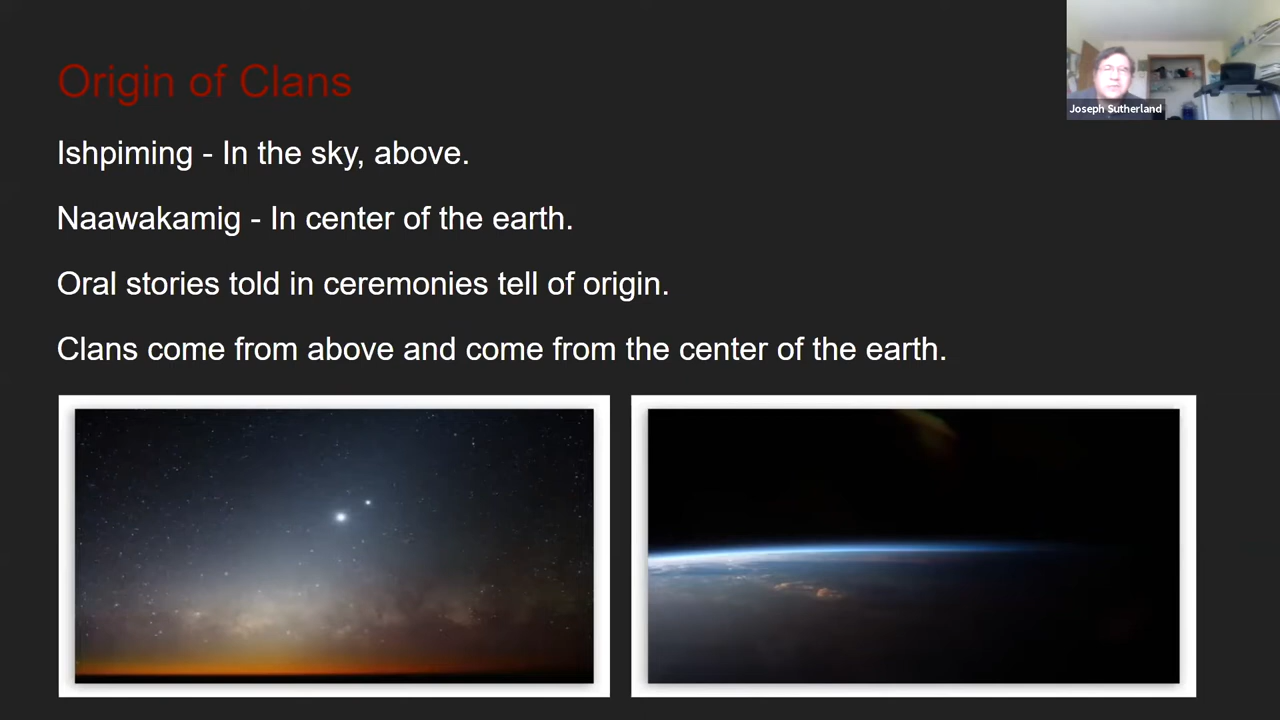 Origin of Clans
Joseph Sutherland
Ishpiming - In the sky, above.
Naawakamig - In center of the earth.
Oral stories told in ceremonies tell of origin.
Clans come from above and come from the center of the earth.